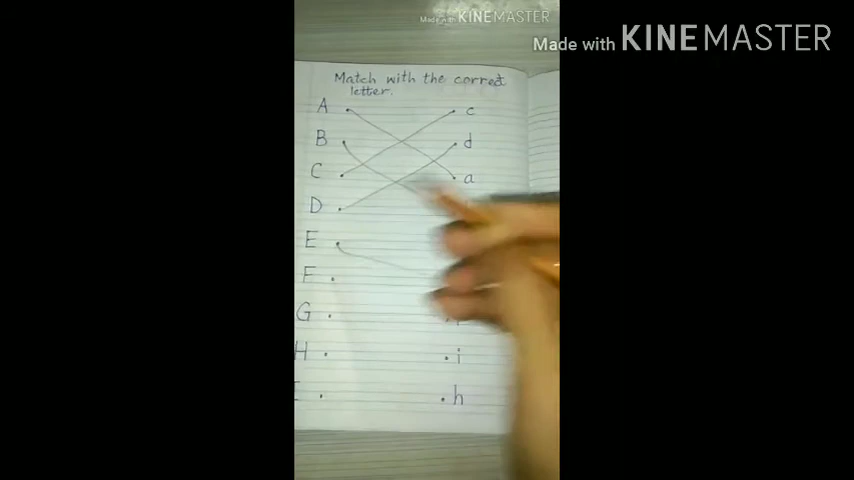 Made with KINEMASTER
Made with KINEMASTER
Match with the correct
letter.
A c
B d
C a
D
E
F
G
H i
I h